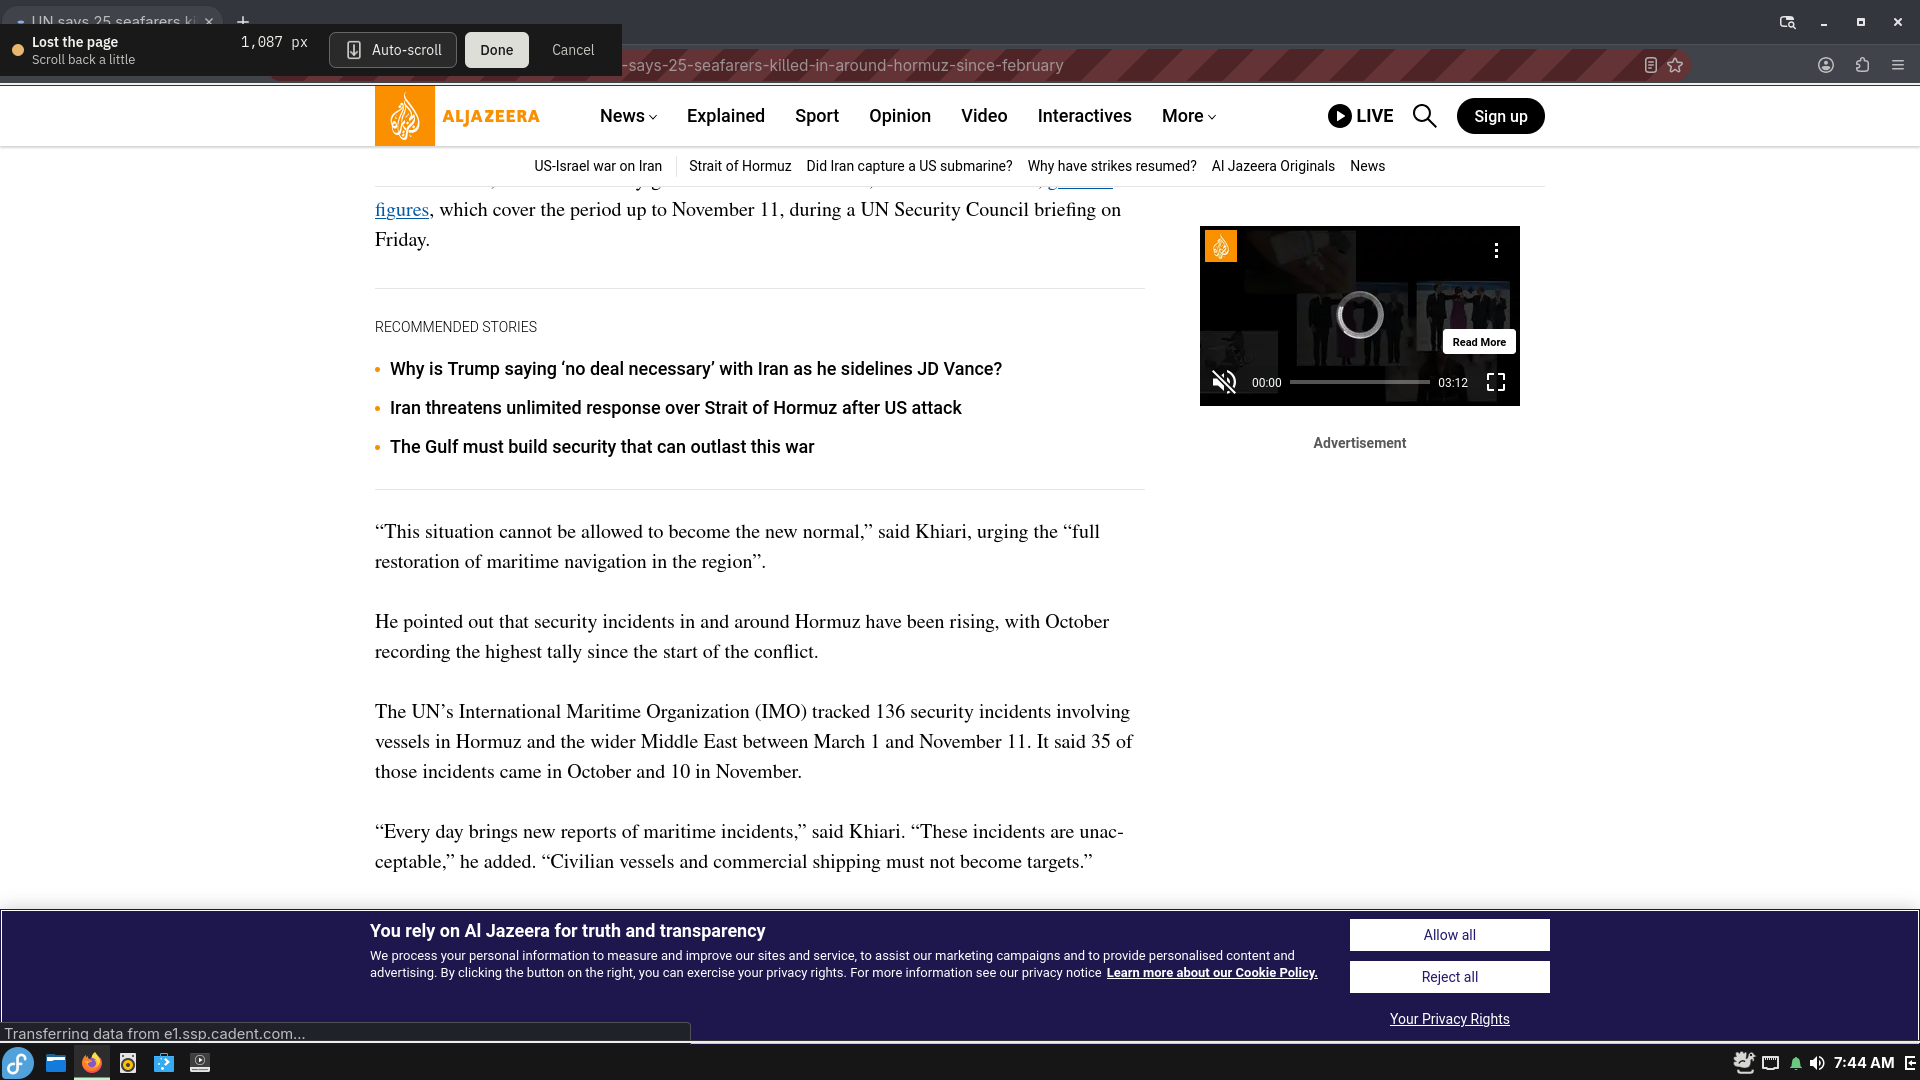 UN says 25 seafarers ki
Lost the page
Scroll back a little
1,087 px
Auto-scroll
Done
Cancel
-says-25-seafarers-killed-in-around-hormuz-since-february
ALJAZEERA
News
Explained
Sport
Opinion
Video
Interactives
More
LIVE
Sign up
US-Israel war on Iran
Strait of Hormuz
Did Iran capture a US submarine?
Why have strikes resumed?
Al Jazeera Originals
News
figures, which cover the period up to November 11, during a UN Security Council briefing on
Friday.
RECOMMENDED STORIES
Why is Trump saying ‘no deal necessary’ with Iran as he sidelines JD Vance?
Iran threatens unlimited response over Strait of Hormuz after US attack
The Gulf must build security that can outlast this war
Read More
00:00
03:12
Advertisement
“This situation cannot be allowed to become the new normal,” said Khiari, urging the “full
restoration of maritime navigation in the region”.
He pointed out that security incidents in and around Hormuz have been rising, with October
recording the highest tally since the start of the conflict.
The UN’s International Maritime Organization (IMO) tracked 136 security incidents involving
vessels in Hormuz and the wider Middle East between March 1 and November 11. It said 35 of
those incidents came in October and 10 in November.
“Every day brings new reports of maritime incidents,” said Khiari. “These incidents are unac-
ceptable,” he added. “Civilian vessels and commercial shipping must not become targets.”
You rely on Al Jazeera for truth and transparency
We process your personal information to measure and improve our sites and service, to assist our marketing campaigns and to provide personalised content and
advertising. By clicking the button on the right, you can exercise your privacy rights. For more information see our privacy notice Learn more about our Cookie Policy.
Allow all
Reject all
Your Privacy Rights
Transferring data from e1.ssp.cadent.com...
7:44 AM